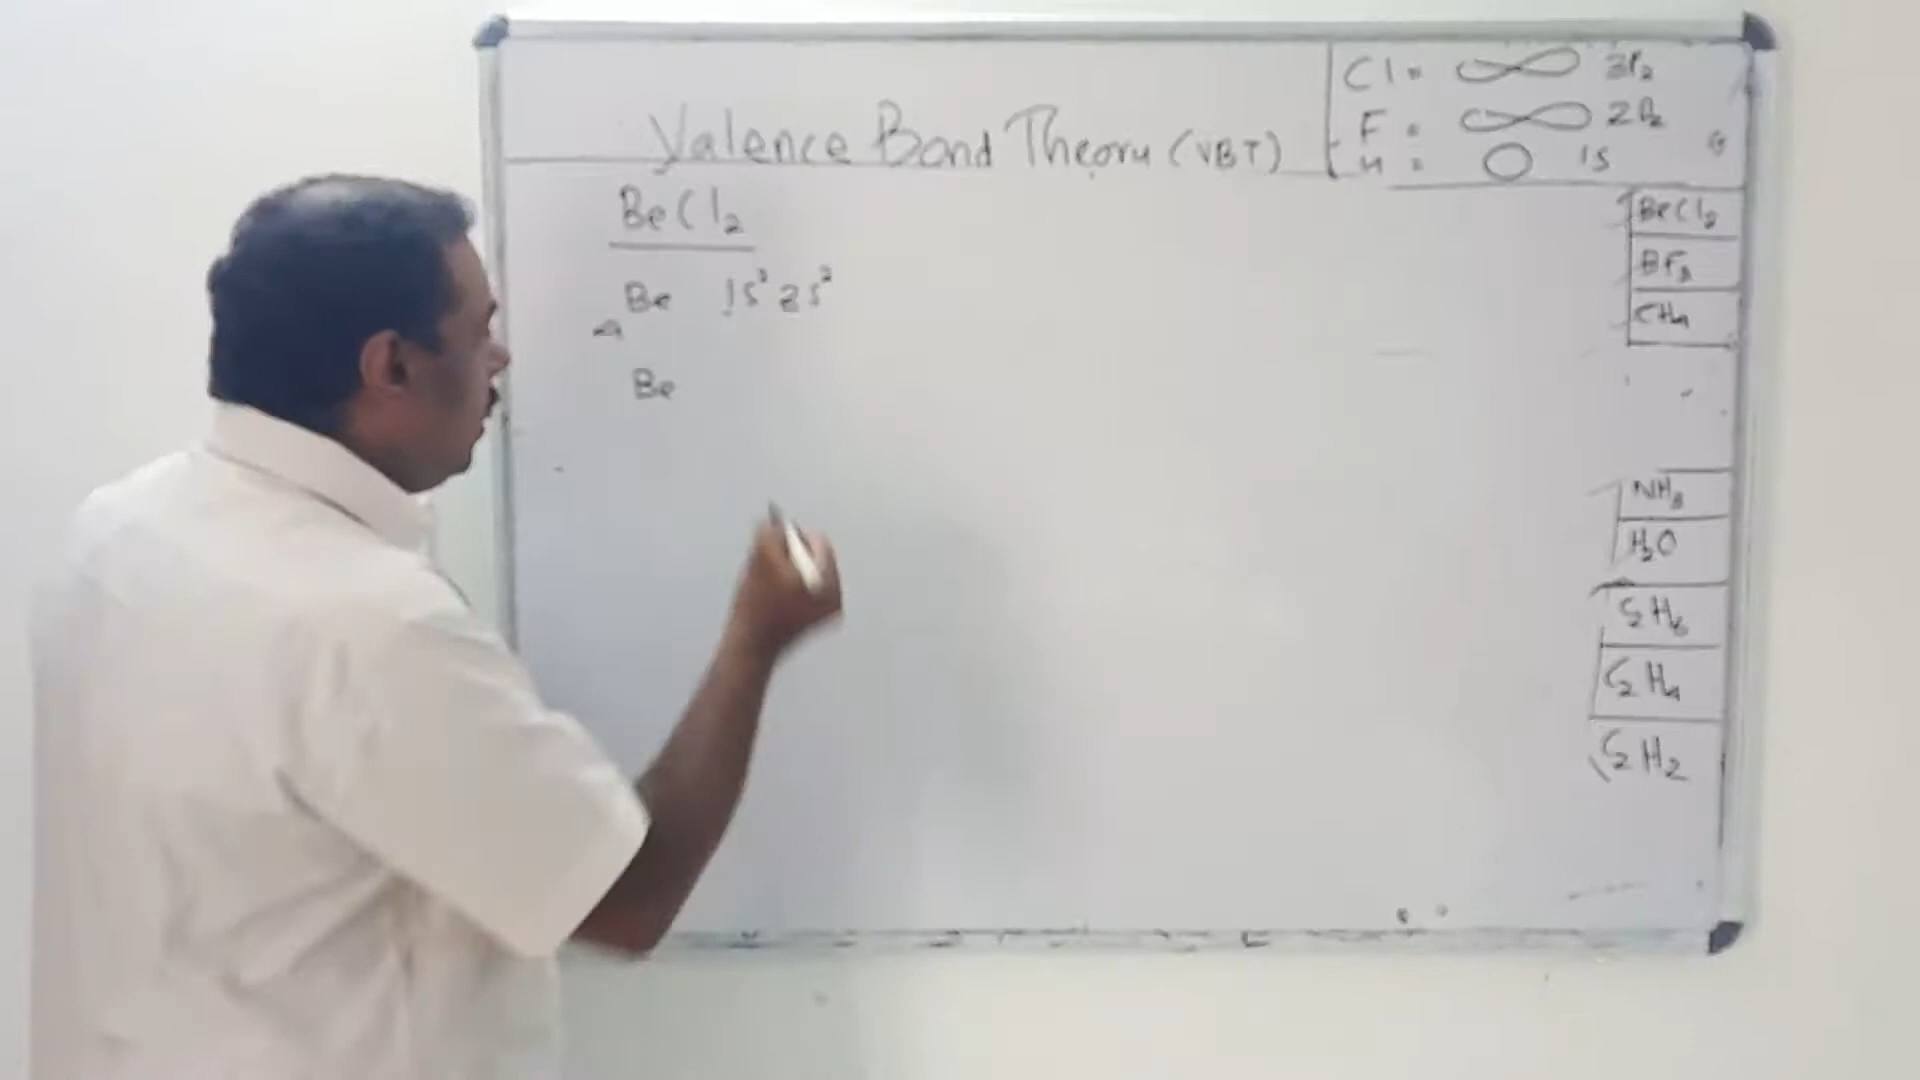 Valence Bond Theory (VBT)
Cl = 3Pz
F = 2Pz
H = 1s
BeCl₂
Be 1s² 2s²
4
Be
BeCl₂
BF₃
CH₄
NH₃
H₂O
C₂H₆
C₂H₄
C₂H₂